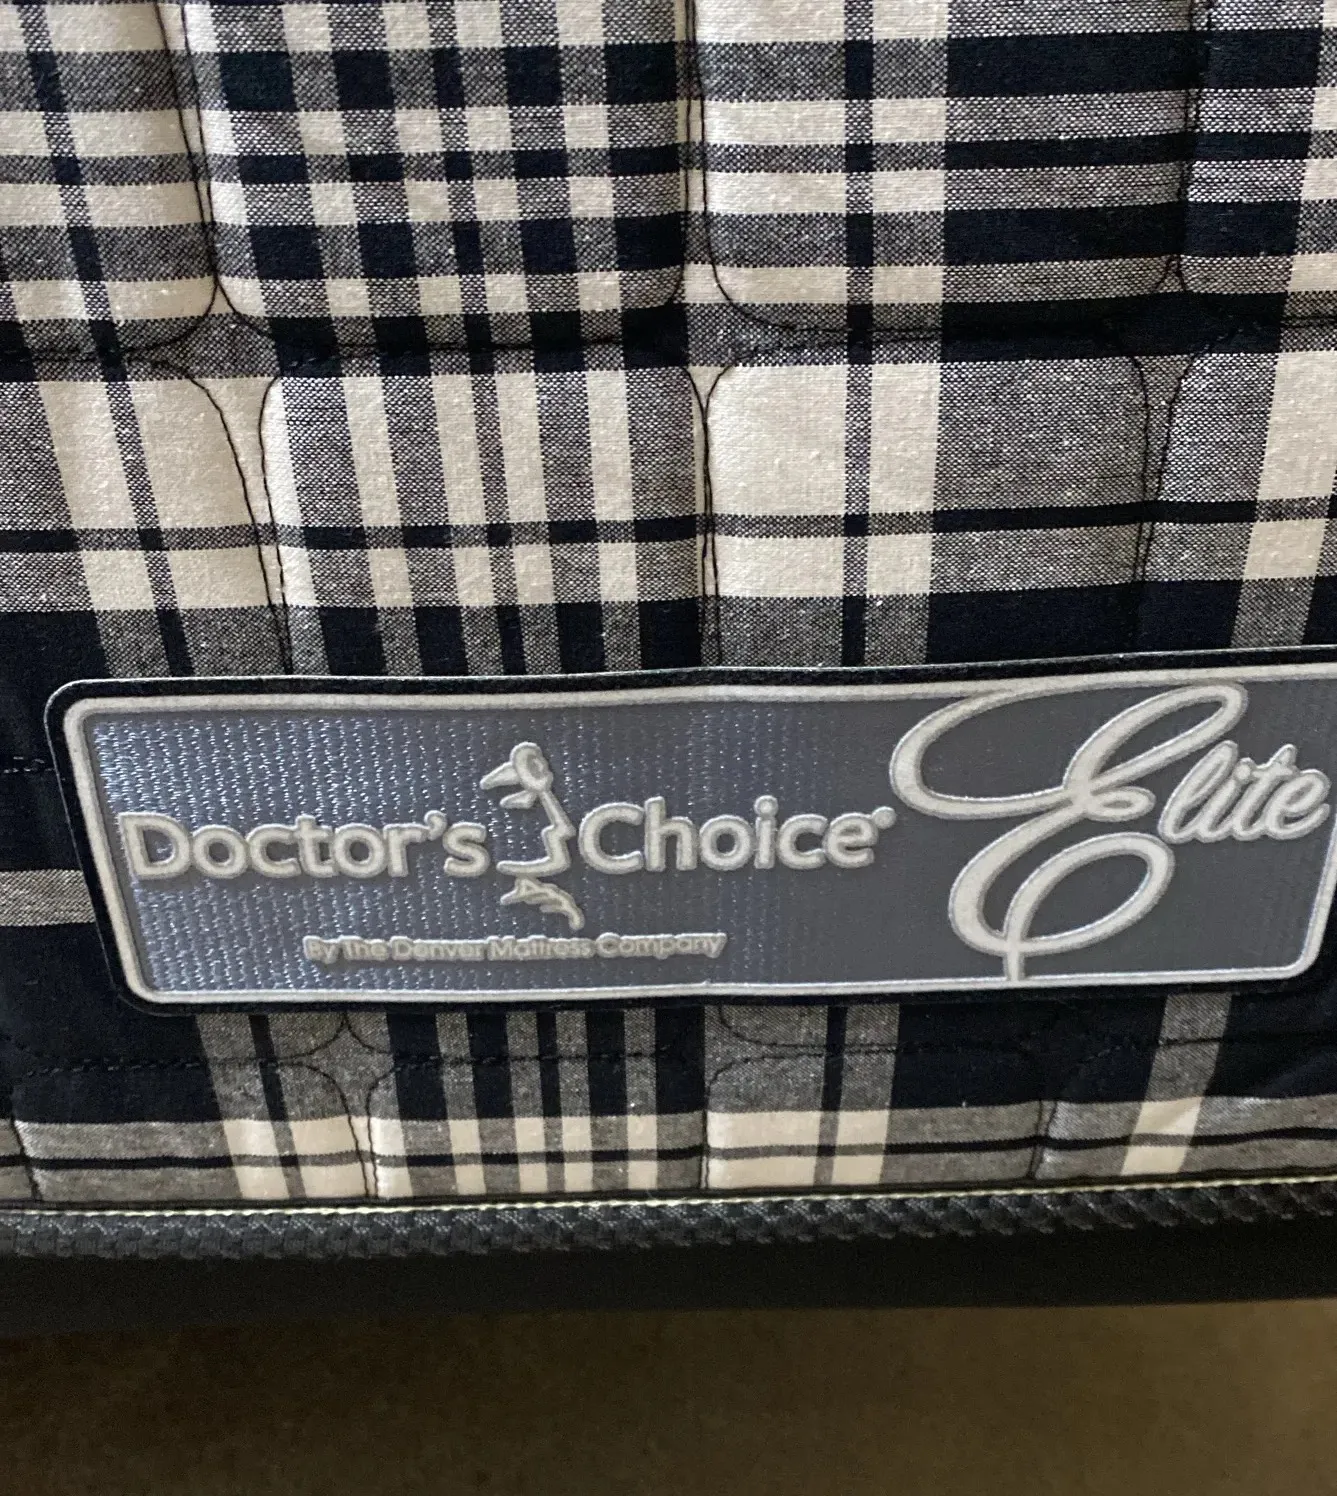 Doctor's Choice®
Elite
By The Denver Mattress Company